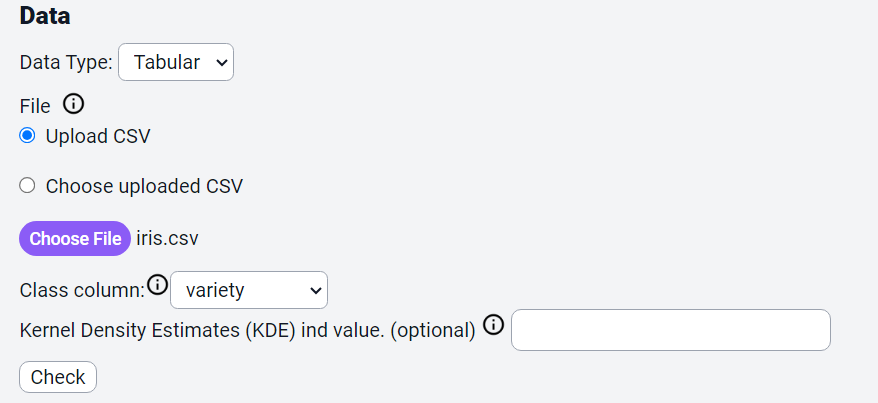 Data
Data Type: Tabular
File
Upload CSV
Choose uploaded CSV
Choose File iris.csv
Class column: variety
Kernel Density Estimates (KDE) ind value. (optional)
Check